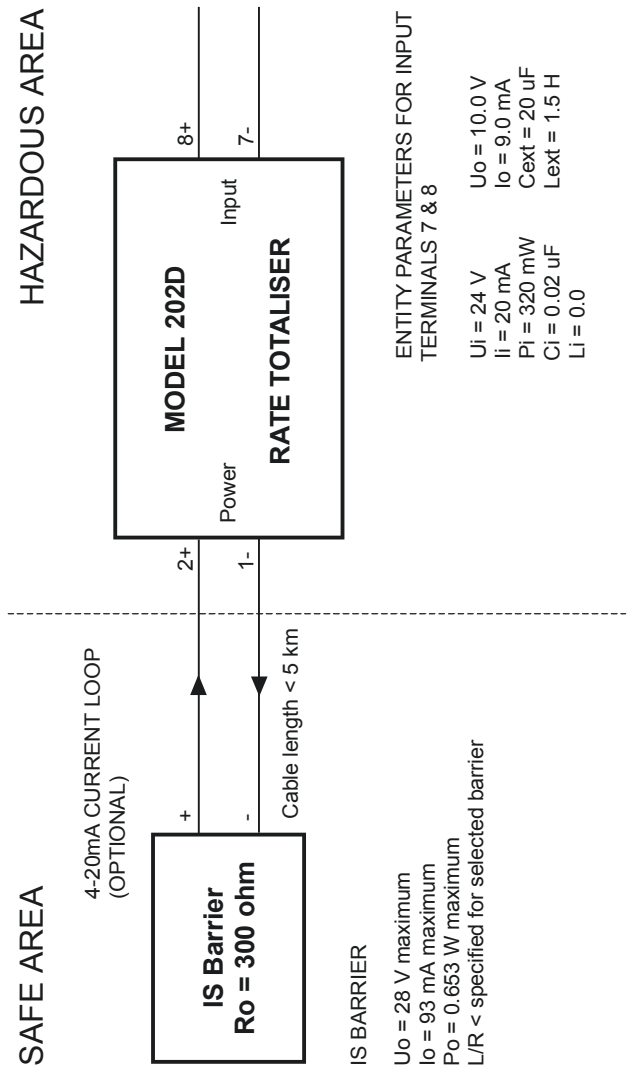 SAFE AREA
HAZARDOUS AREA
4-20mA CURRENT LOOP
(OPTIONAL)
IS Barrier
Ro = 300 ohm
+
-
Cable length < 5 km
2+
1-
MODEL 202D
Power
Input
RATE TOTALISER
8+
7-
IS BARRIER
Uo = 28 V maximum
Io = 93 mA maximum
Po = 0.653 W maximum
L/R < specified for selected barrier
ENTITY PARAMETERS FOR INPUT
TERMINALS 7 & 8
Ui = 24 V
Ii = 20 mA
Pi = 320 mW
Ci = 0.02 uF
Li = 0.0
Uo = 10.0 V
Io = 9.0 mA
Cext = 20 uF
Lext = 1.5 H